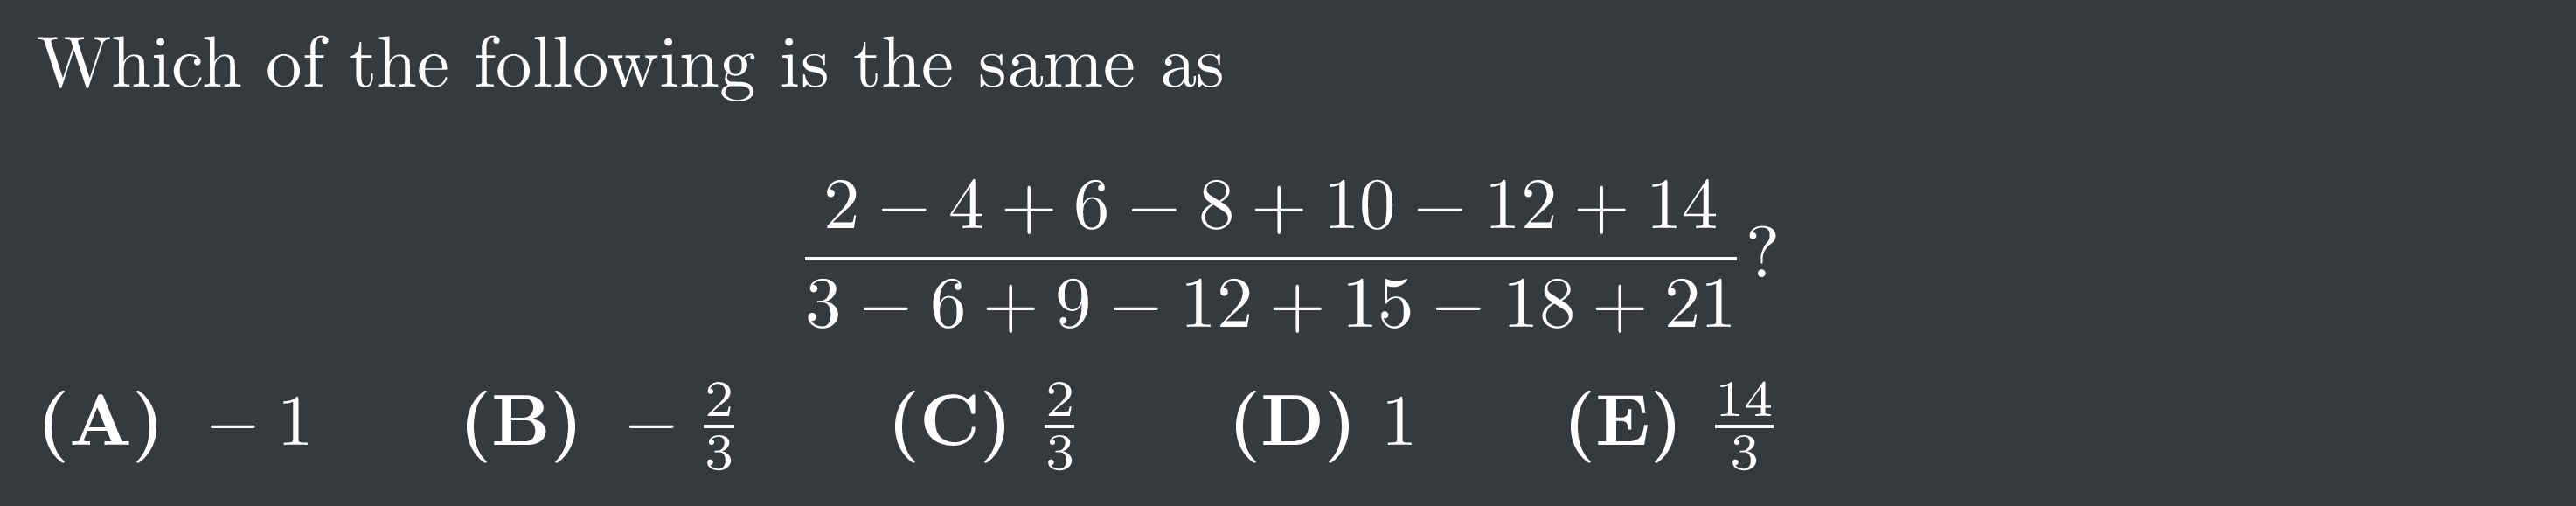 Which of the following is the same as
2 − 4 + 6 − 8 + 10 − 12 + 14
3 − 6 + 9 − 12 + 15 − 18 + 21
?
(A) − 1 (B) − 2/3 (C) 2/3 (D) 1 (E) 14/3